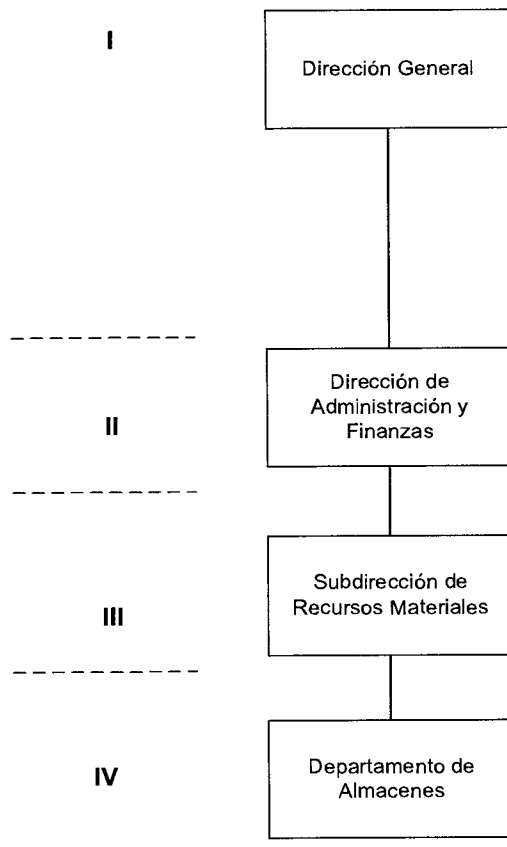 I
Dirección General
Dirección de
Administración y
Finanzas
II
Subdirección de
Recursos Materiales
III
Departamento de
Almacenes
IV